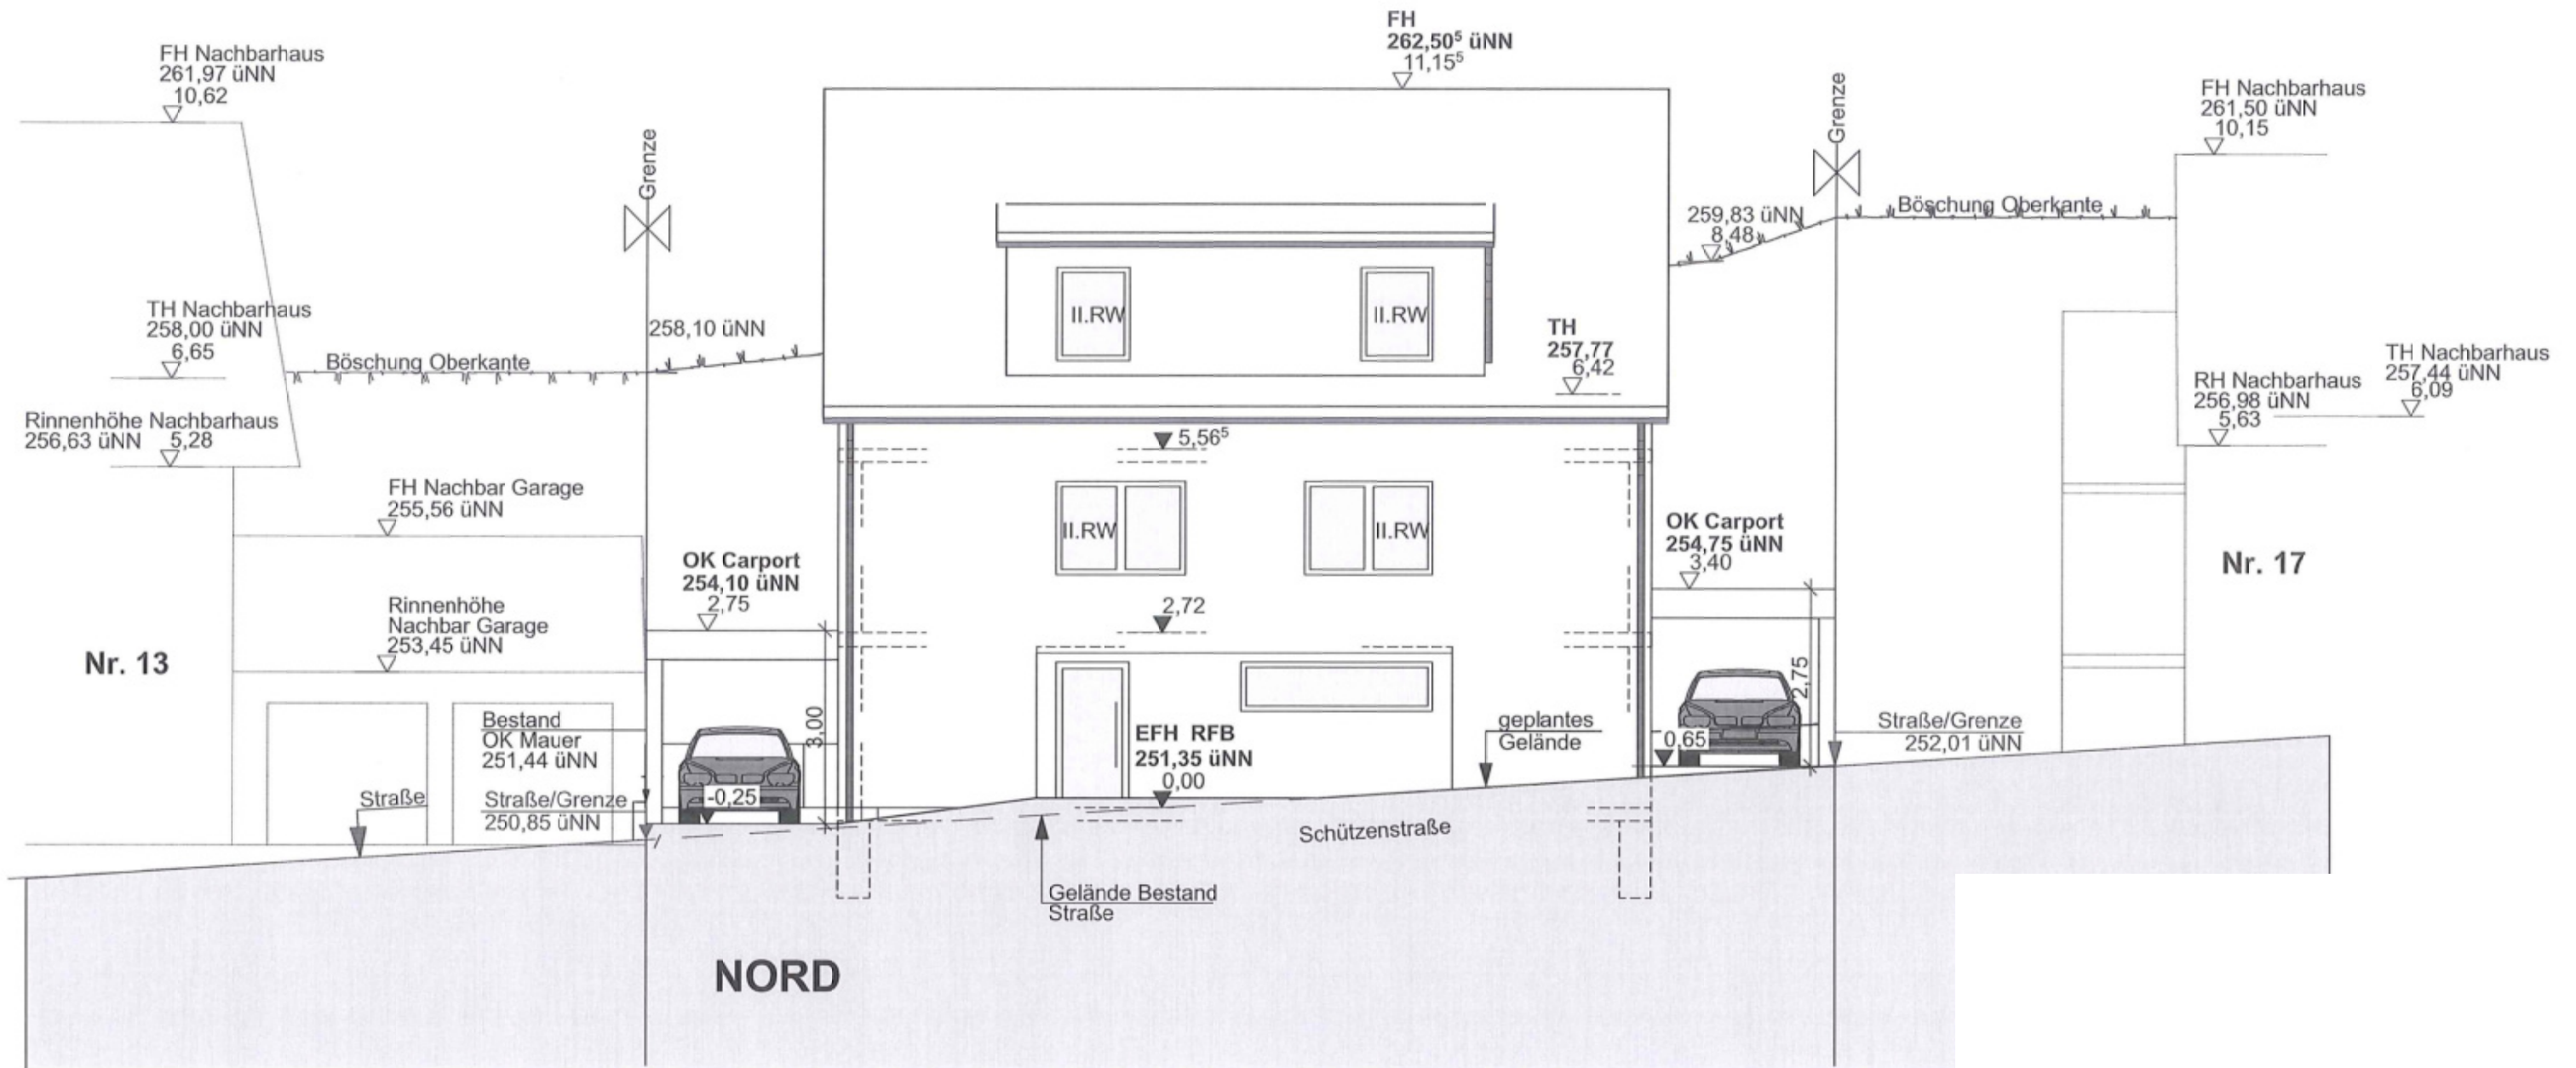 FH
262,50⁵ üNN
11,15⁵
FH Nachbarhaus
261,97 üNN
10,62
Grenze
Grenze
FH Nachbarhaus
261,50 üNN
10,15
Böschung Oberkante
259,83 üNN
8,48
II.RW
II.RW
TH Nachbarhaus
258,00 üNN
6,65
258,10 üNN
Böschung Oberkante
TH
257,77
6,42
TH Nachbarhaus
257,44 üNN
6,09
RH Nachbarhaus
256,98 üNN
5,63
Rinnenhöhe Nachbarhaus
256,63 üNN 5,28
5,56⁵
FH Nachbar Garage
255,56 üNN
II.RW
II.RW
OK Carport
254,75 üNN
3,40
Nr. 17
OK Carport
254,10 üNN
2,75
Rinnenhöhe
Nachbar Garage
253,45 üNN
2,72
Nr. 13
2,75
3,00
Bestand
OK Mauer
251,44 üNN
EFH RFB
251,35 üNN
0,00
geplantes
Gelände
0,65
Straße/Grenze
252,01 üNN
Straße
Straße/Grenze
250,85 üNN
-0,25
Schützenstraße
Gelände Bestand
Straße
NORD